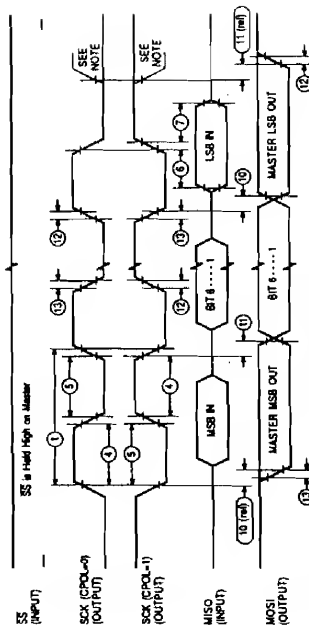 SS is Held High on Master
SS
(INPUT)
SCK (CPOL=0)
(OUTPUT)
SCK (CPOL=1)
(OUTPUT)
MISO
(INPUT)
MOSI
(OUTPUT)
1
5
4
13
12
SEE
NOTE
4
5
12
13
SEE
NOTE
MSB IN
BIT 6 - - - - 1
6
7
LSB IN
10 (ref)
13
MASTER MSB OUT
11
BIT 6 - - - - 1
10
MASTER LSB OUT
11 (ref)
12